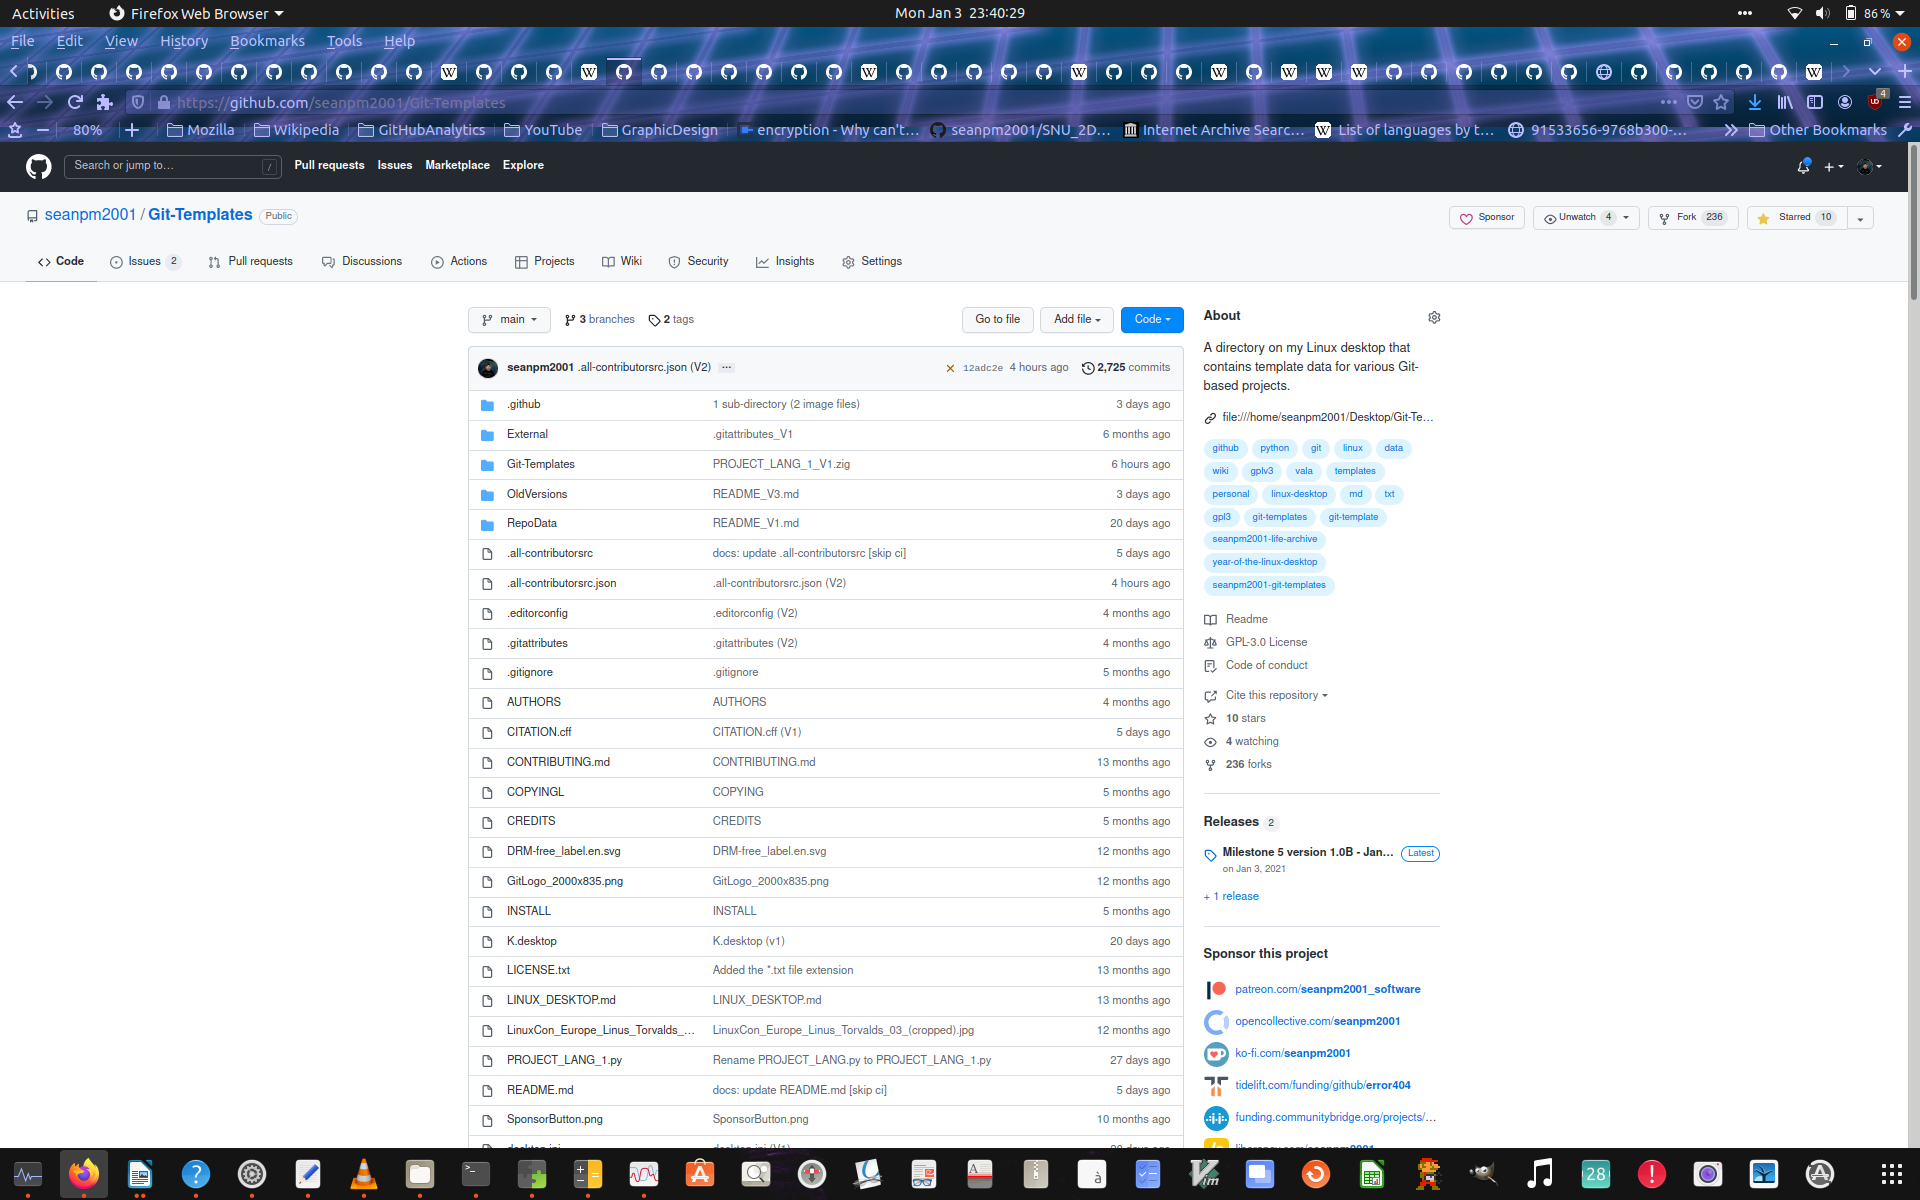 Activities
Firefox Web Browser
Mon Jan 3 23:40:29
86 %
File Edit View History Bookmarks Tools Help
https://github.com/seanpm2001/Git-Templates
4
80%
Mozilla
Wikipedia
GitHubAnalytics
YouTube
GraphicDesign
encryption - Why can't…
seanpm2001/SNU_2D…
Internet Archive Searc…
List of languages by t…
91533656-9768b300-…
Other Bookmarks
Search or jump to…
/
Pull requests Issues Marketplace Explore
seanpm2001 / Git-Templates Public
Sponsor
Unwatch 4
Fork 236
Starred 10
Code
Issues 2
Pull requests
Discussions
Actions
Projects
Wiki
Security
Insights
Settings
main
3 branches
2 tags
Go to file
Add file
Code
seanpm2001 .all-contributorsrc.json (V2) ...
12adc2e 4 hours ago
2,725 commits
.github 1 sub-directory (2 image files) 3 days ago
External .gitattributes_V1 6 months ago
Git-Templates PROJECT_LANG_1_V1.zig 6 hours ago
OldVersions README_V3.md 3 days ago
RepoData README_V1.md 20 days ago
.all-contributorsrc docs: update .all-contributorsrc [skip ci] 5 days ago
.all-contributorsrc.json .all-contributorsrc.json (V2) 4 hours ago
.editorconfig .editorconfig (V2) 4 months ago
.gitattributes .gitattributes (V2) 4 months ago
.gitignore .gitignore 5 months ago
AUTHORS AUTHORS 4 months ago
CITATION.cff CITATION.cff (V1) 5 days ago
CONTRIBUTING.md CONTRIBUTING.md 13 months ago
COPYINGL COPYING 5 months ago
CREDITS CREDITS 5 months ago
DRM-free_label.en.svg DRM-free_label.en.svg 12 months ago
GitLogo_2000x835.png GitLogo_2000x835.png 12 months ago
INSTALL INSTALL 5 months ago
K.desktop K.desktop (v1) 20 days ago
LICENSE.txt Added the *.txt file extension 13 months ago
LINUX_DESKTOP.md LINUX_DESKTOP.md 13 months ago
LinuxCon_Europe_Linus_Torvalds_… LinuxCon_Europe_Linus_Torvalds_03_(cropped).jpg 12 months ago
PROJECT_LANG_1.py Rename PROJECT_LANG.py to PROJECT_LANG_1.py 27 days ago
README.md docs: update README.md [skip ci] 5 days ago
SponsorButton.png SponsorButton.png 10 months ago
About
A directory on my Linux desktop that
contains template data for various Git-
based projects.
file:///home/seanpm2001/Desktop/Git-Te…
github python git linux data
wiki gplv3 vala templates
personal linux-desktop md txt
gpl3 git-templates git-template
seanpm2001-life-archive
year-of-the-linux-desktop
seanpm2001-git-templates
Readme
GPL-3.0 License
Code of conduct
Cite this repository
10 stars
4 watching
236 forks
Releases 2
Milestone 5 version 1.0B - Jan… Latest
on Jan 3, 2021
+ 1 release
Sponsor this project
patreon.com/seanpm2001_software
opencollective.com/seanpm2001
ko-fi.com/seanpm2001
tidelift.com/funding/github/error404
funding.communitybridge.org/projects/…
28